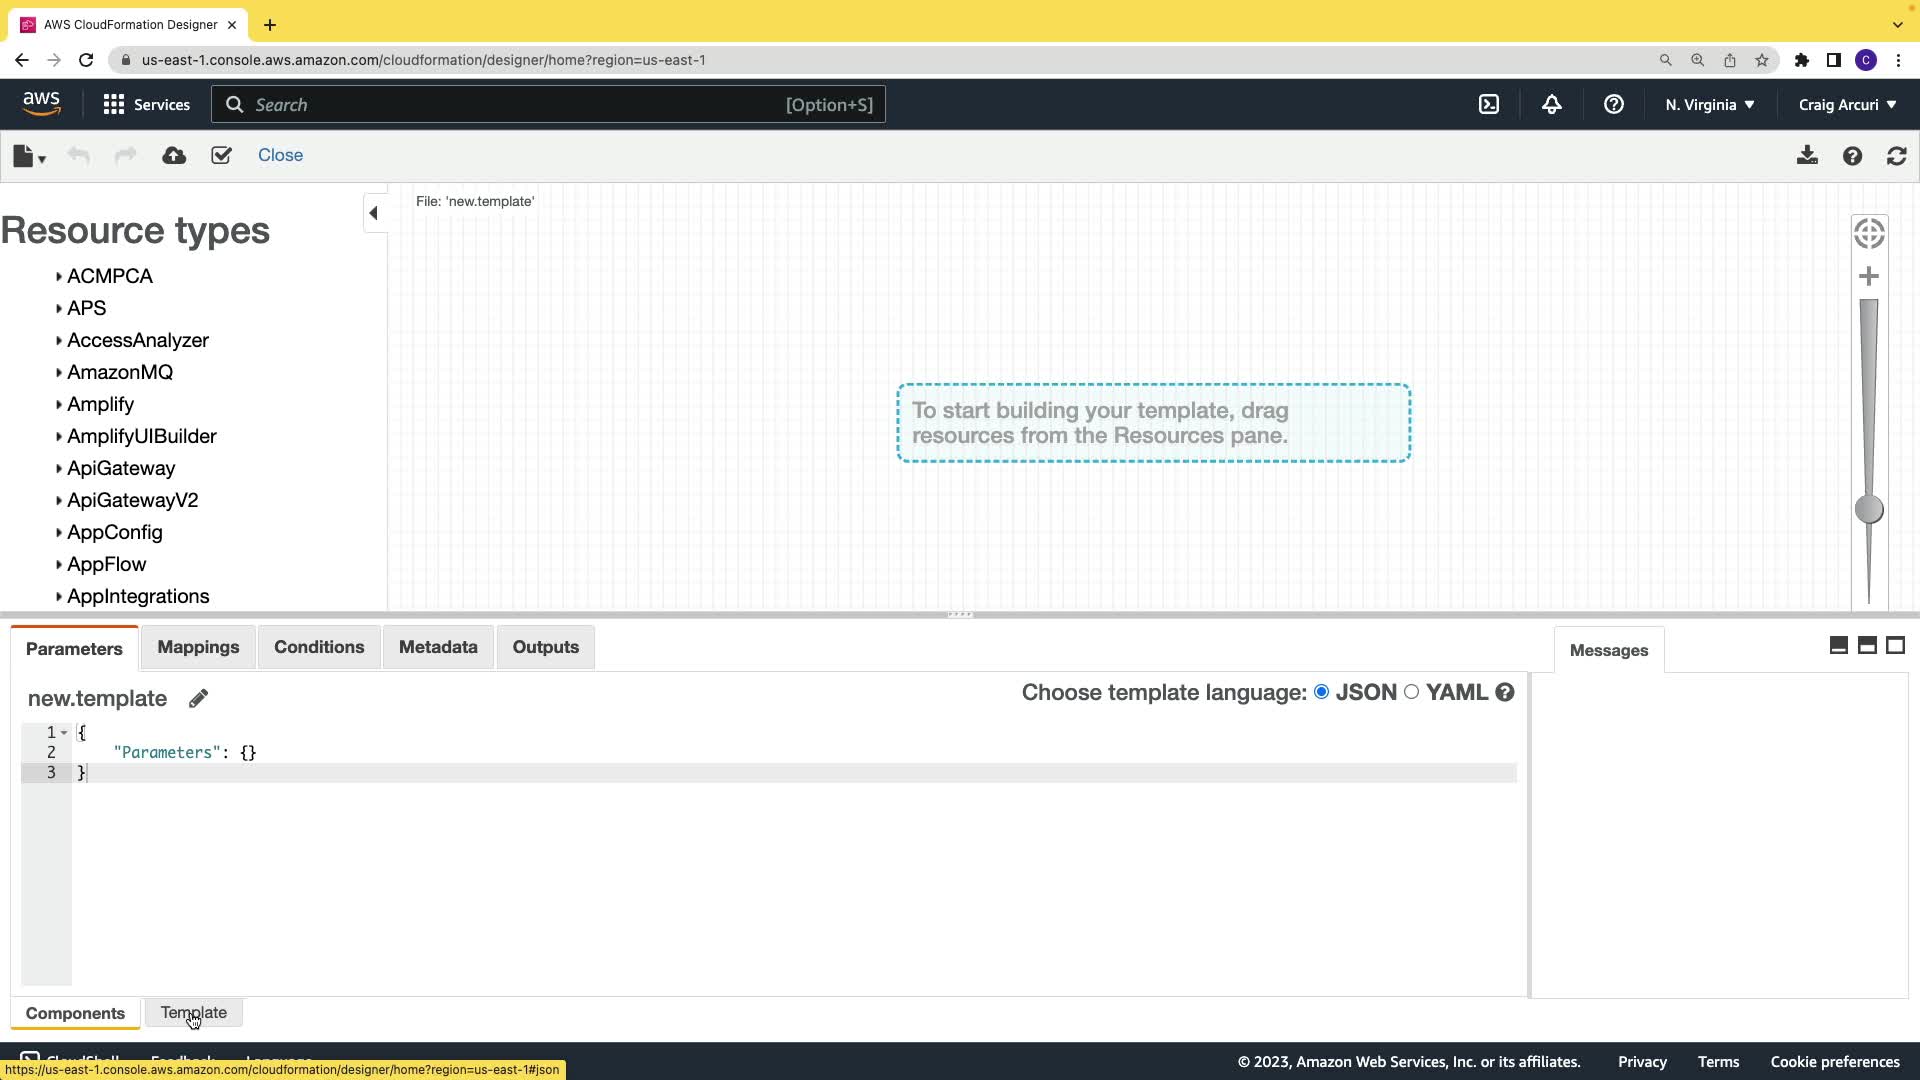 AWS CloudFormation Designer
us-east-1.console.aws.amazon.com/cloudformation/designer/home?region=us-east-1
C
aws
Services
Search
[Option+S]
N. Virginia
Craig Arcuri
Close
Resource types
ACMPCA
APS
AccessAnalyzer
AmazonMQ
Amplify
AmplifyUIBuilder
ApiGateway
ApiGatewayV2
AppConfig
AppFlow
AppIntegrations
File: 'new.template'
To start building your template, drag
resources from the Resources pane.
Parameters
Mappings
Conditions
Metadata
Outputs
Messages
new.template
Choose template language: JSON YAML
1 {
2 "Parameters": {}
3 }
Components
Template
CloudShell
Feedback
Language
© 2023, Amazon Web Services, Inc. or its affiliates.
Privacy
Terms
Cookie preferences
https://us-east-1.console.aws.amazon.com/cloudformation/designer/home?region=us-east-1#json